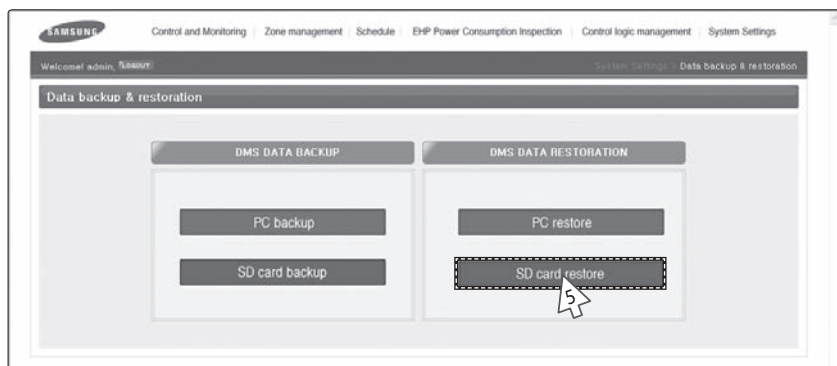 SAMSUNG
Control and Monitoring Zone management Schedule EHP Power Consumption Inspection Control logic management System Settings
Welcome! admin, LOGOUT
System Settings > Data backup & restoration
Data backup & restoration
DMS DATA BACKUP
PC backup
SD card backup
DMS DATA RESTORATION
PC restore
SD card restore
5